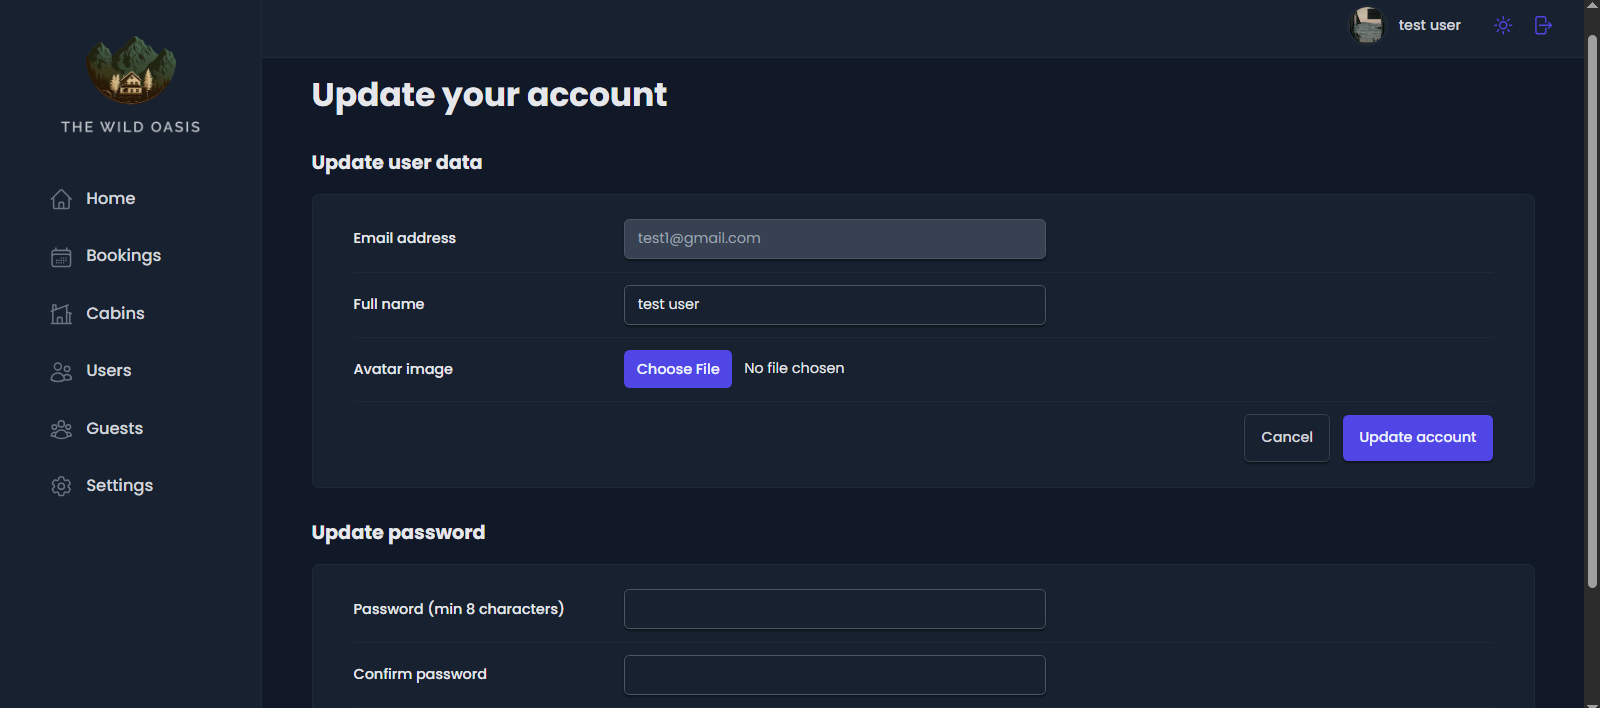 THE WILD OASIS
Home
Bookings
Cabins
Users
Guests
Settings
test user
Update your account
Update user data
Email address
test1@gmail.com
Full name
test user
Avatar image
Choose File No file chosen
Cancel
Update account
Update password
Password (min 8 characters)
Confirm password